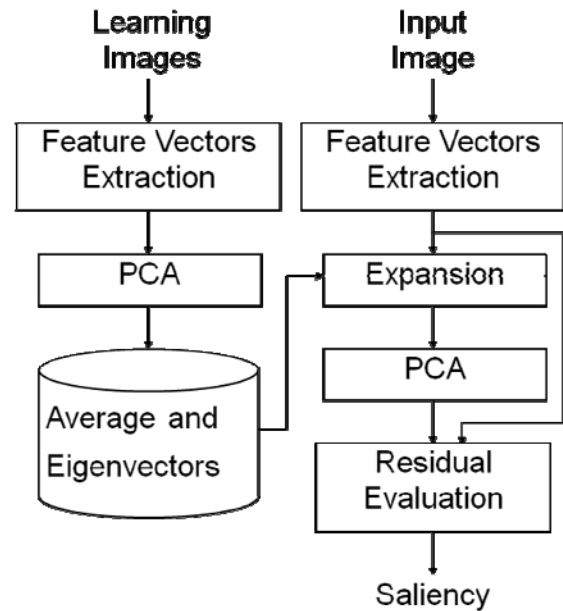 Learning
Images
Feature Vectors
Extraction
PCA
Average and
Eigenvectors
Input
Image
Feature Vectors
Extraction
Expansion
PCA
Residual
Evaluation
Saliency